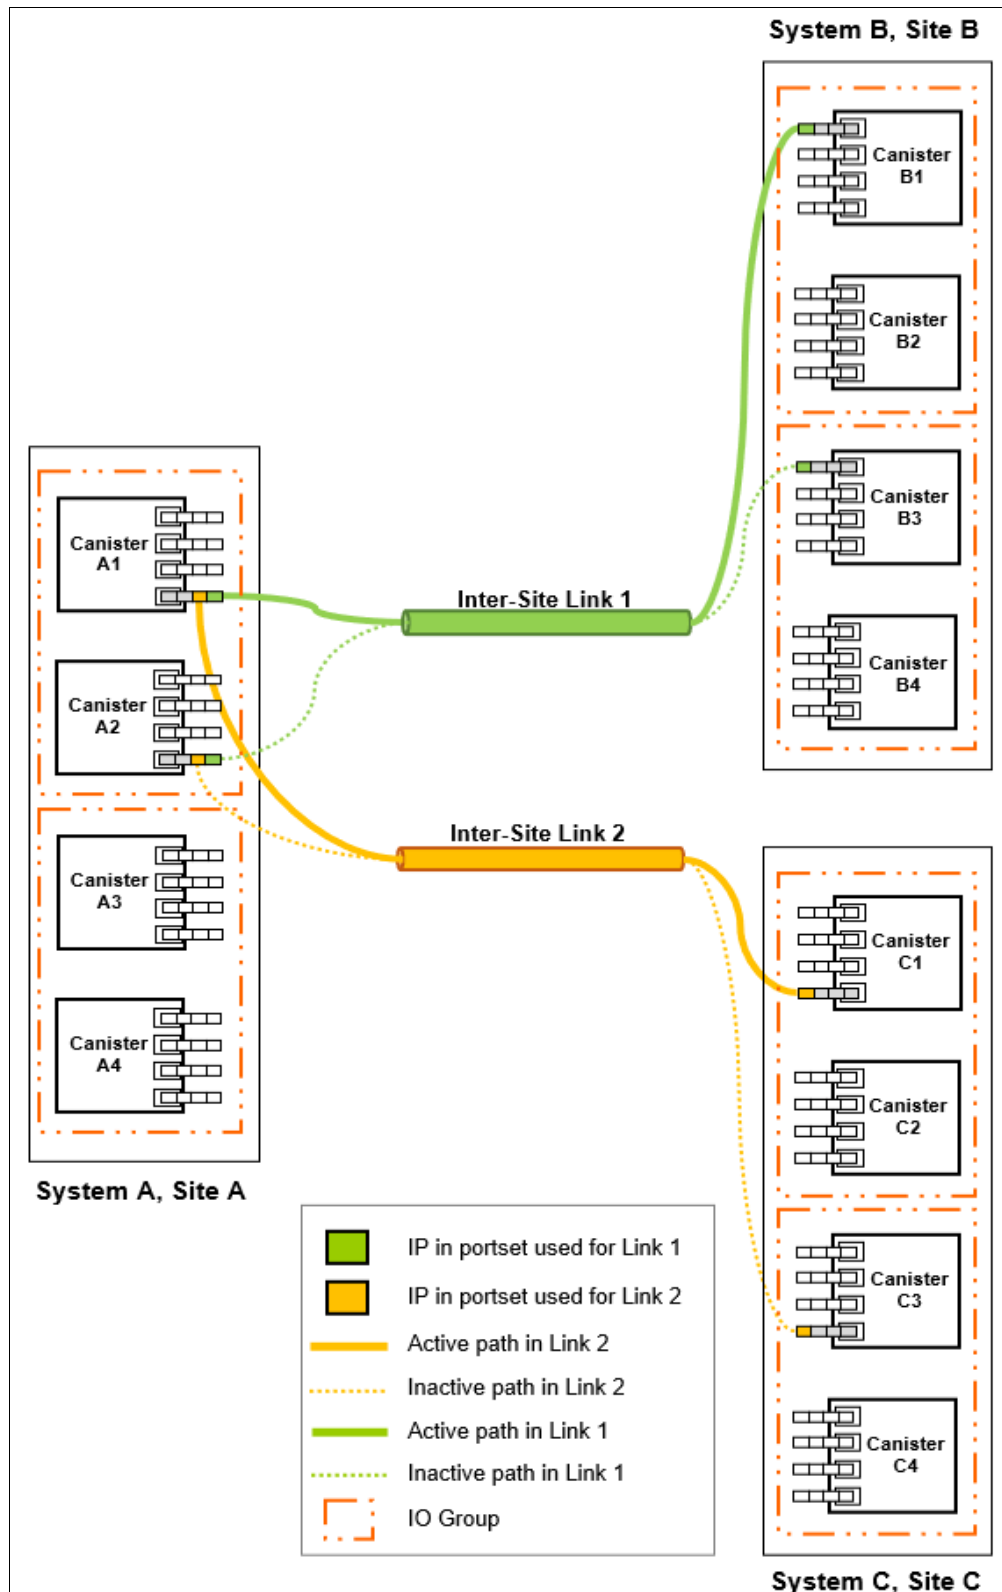 System B, Site B
Canister
B1
Canister
B2
Canister
B3
Canister
B4
Canister
A1
Canister
A2
Canister
A3
Canister
A4
System A, Site A
Inter-Site Link 1
Inter-Site Link 2
Canister
C1
Canister
C2
Canister
C3
Canister
C4
System C, Site C
IP in portset used for Link 1
IP in portset used for Link 2
Active path in Link 2
Inactive path in Link 2
Active path in Link 1
Inactive path in Link 1
IO Group